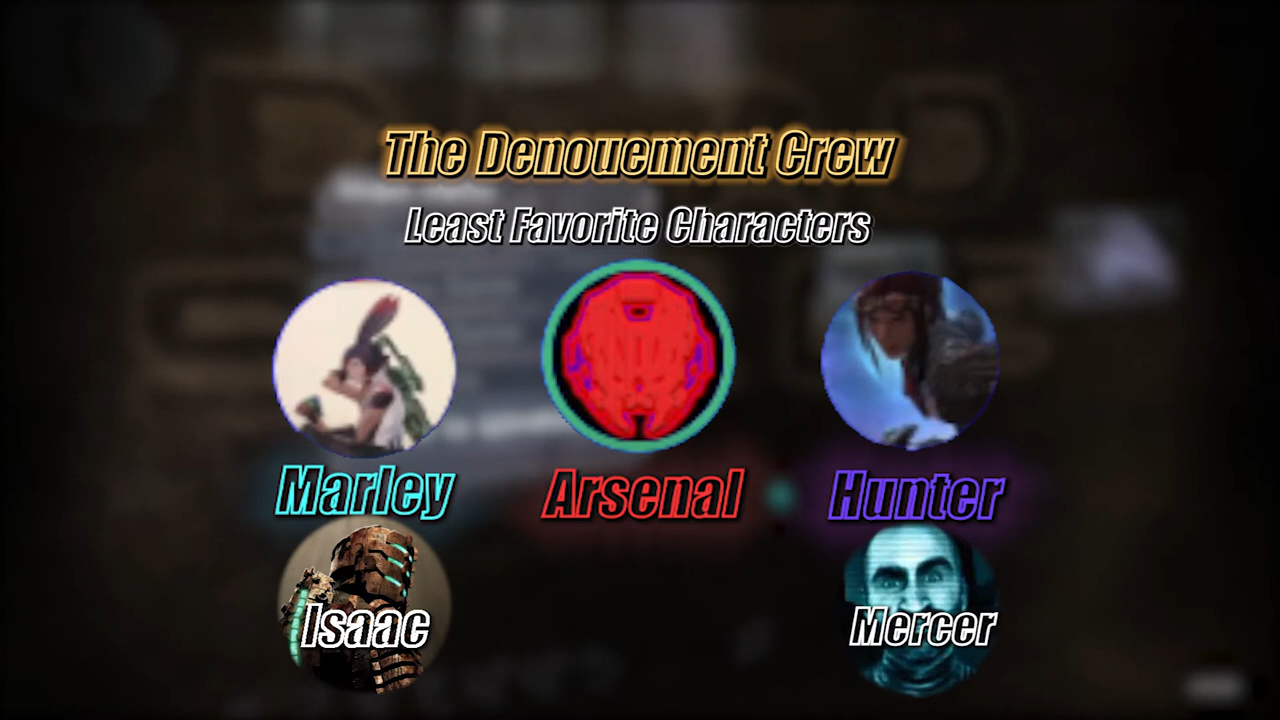 The Denouement Crew
Least Favorite Characters
Marley Arsenal Hunter
Isaac Mercer